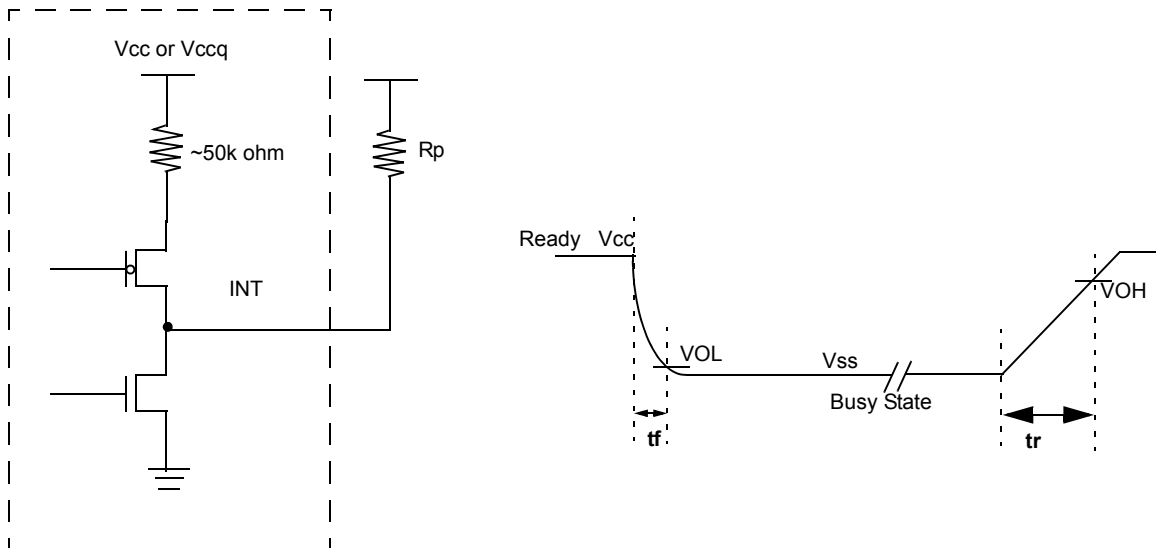 Vcc or Vccq
~50k ohm
Rp
INT
Ready Vcc
VOL
Vss
Busy State
VOH
tf
tr